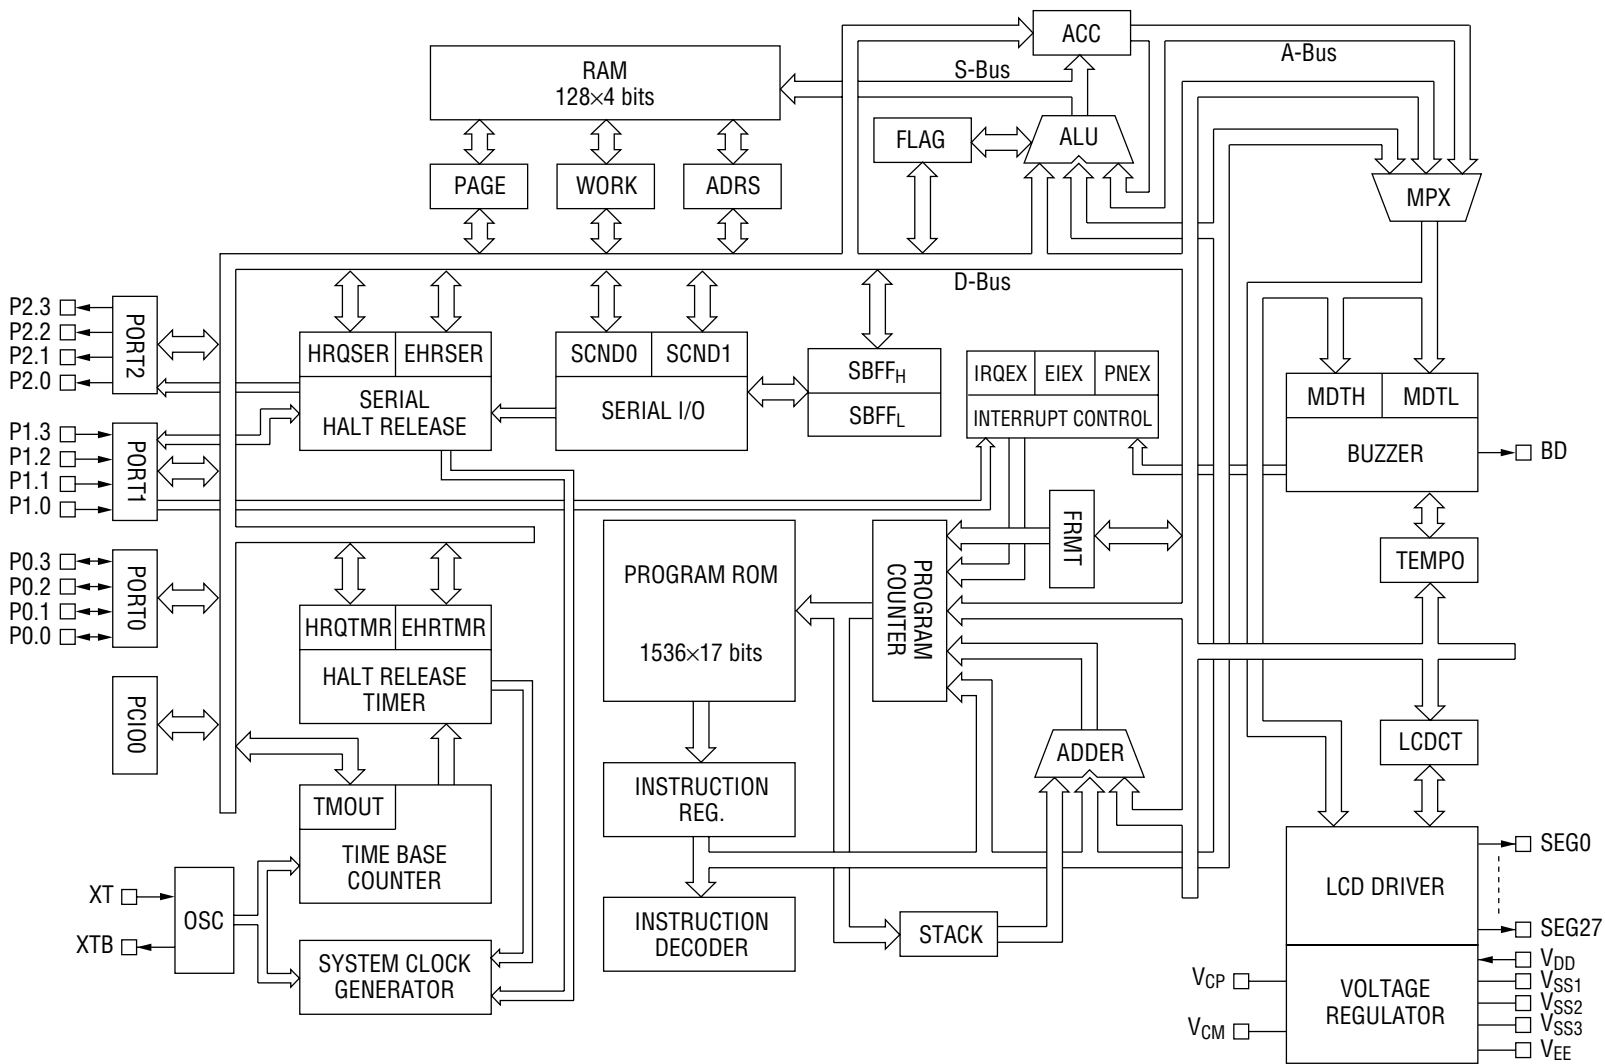 ACC
A-Bus
RAM
128×4 bits
S-Bus
FLAG
ALU
PAGE
WORK
ADRS
MPX
D-Bus
P2.3
P2.2
P2.1
P2.0
PORT2
HRQSER
EHRSER
SERIAL
HALT RELEASE
SCND0
SCND1
SERIAL I/O
SBFFH
SBFFL
IRQEX
EIEX
PNEX
INTERRUPT CONTROL
MDTH
MDTL
BUZZER
BD
P1.3
P1.2
P1.1
P1.0
PORT1
P0.3
P0.2
P0.1
P0.0
PORT0
PROGRAM ROM
1536×17 bits
PROGRAM
COUNTER
FRMT
TEMPO
HRQTMR
EHRTMR
HALT RELEASE
TIMER
PCIO0
LCDCT
ADDER
INSTRUCTION
REG.
TMOUT
TIME BASE
COUNTER
XT
XTB
OSC
INSTRUCTION
DECODER
STACK
SYSTEM CLOCK
GENERATOR
LCD DRIVER
SEG0
SEG27
VOLTAGE
REGULATOR
VCP
VCM
VDD
VSS1
VSS2
VSS3
VEE